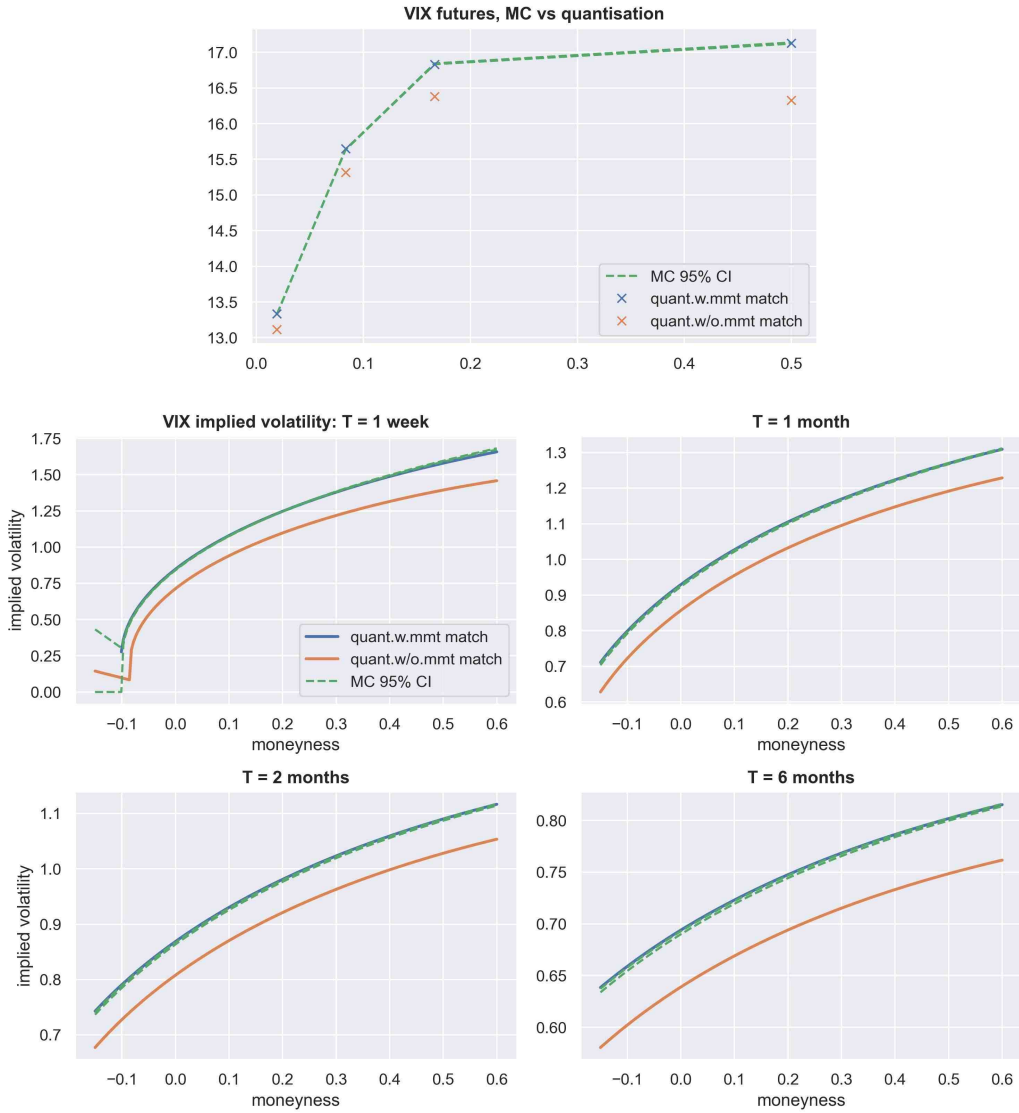 VIX futures, MC vs quantisation
17.0
16.5
16.0
15.5
15.0
14.5
14.0
13.5
13.0
MC 95% CI
quant.w.mmt match
quant.w/o.mmt match
0.0 0.1 0.2 0.3 0.4 0.5
VIX implied volatility: T = 1 week
1.75
1.50
1.25
1.00
0.75
0.50
0.25
0.00
implied volatility
quant.w.mmt match
quant.w/o.mmt match
MC 95% CI
−0.1 0.0 0.1 0.2 0.3 0.4 0.5 0.6
moneyness
T = 1 month
1.3
1.2
1.1
1.0
0.9
0.8
0.7
0.6
−0.1 0.0 0.1 0.2 0.3 0.4 0.5 0.6
moneyness
T = 2 months
1.1
1.0
0.9
0.8
0.7
implied volatility
−0.1 0.0 0.1 0.2 0.3 0.4 0.5 0.6
moneyness
T = 6 months
0.80
0.75
0.70
0.65
0.60
−0.1 0.0 0.1 0.2 0.3 0.4 0.5 0.6
moneyness